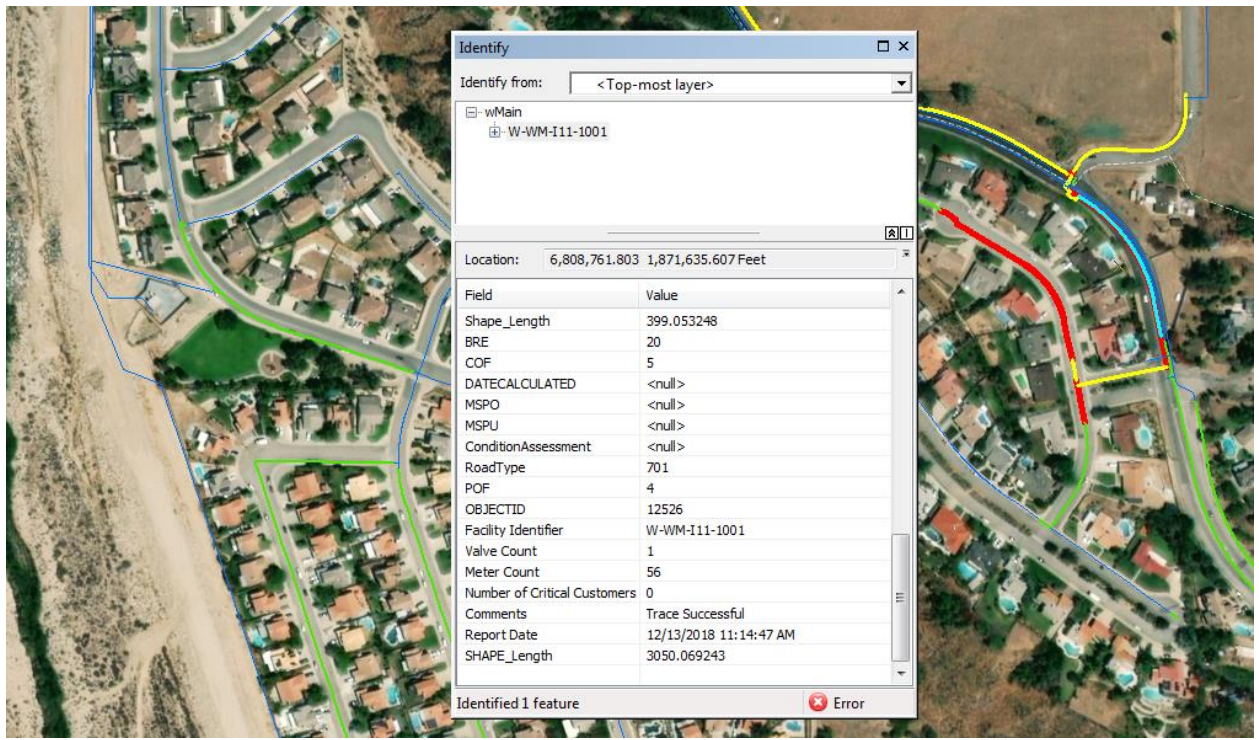 Identify
Identify from: <Top-most layer>
wMain
W-WM-I11-1001
Location: 6,808,761.803 1,871,635.607 Feet
Field Value
Shape_Length 399.053248
BRE 20
COF 5
DATECALCULATED <null>
MSPO <null>
MSPU <null>
ConditionAssessment <null>
RoadType 701
POF 4
OBJECTID 12526
Facility Identifier W-WM-I11-1001
Valve Count 1
Meter Count 56
Number of Critical Customers 0
Comments Trace Successful
Report Date 12/13/2018 11:14:47 AM
SHAPE_Length 3050.069243
Identified 1 feature Error